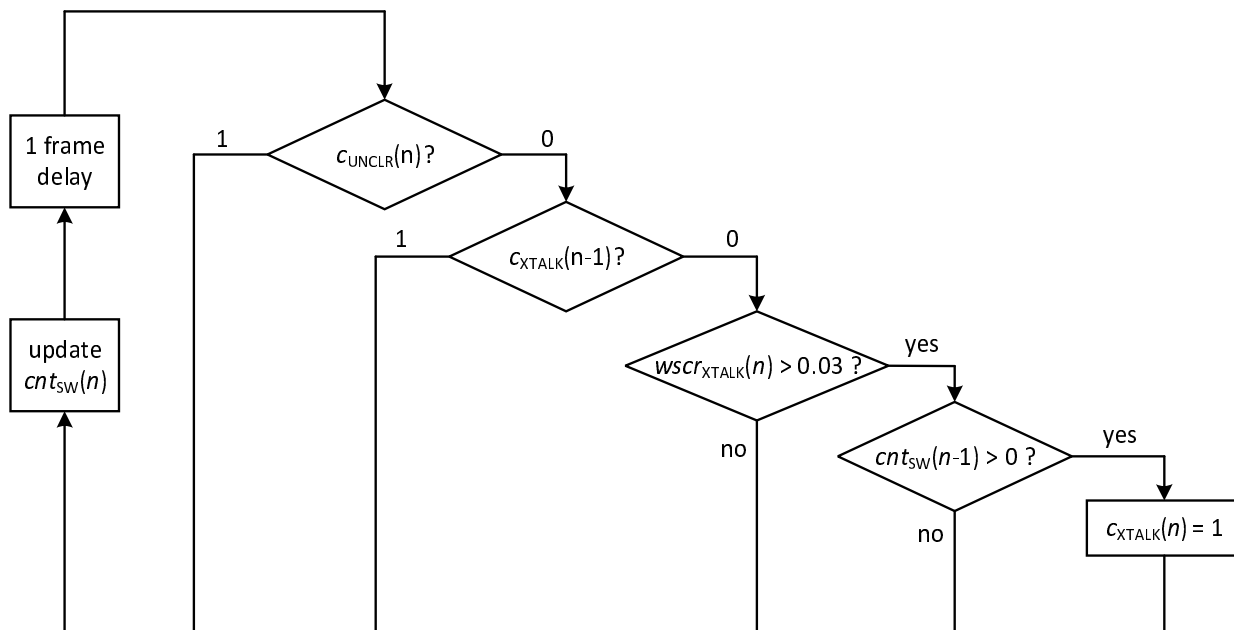 1 frame
delay
update
cnt_SW(n)
1
c_UNCLR(n)?
0
1
c_XTALK(n-1)?
0
wscr_XTALK(n) > 0.03 ?
yes
no
cnt_SW(n-1) > 0 ?
yes
no
c_XTALK(n) = 1